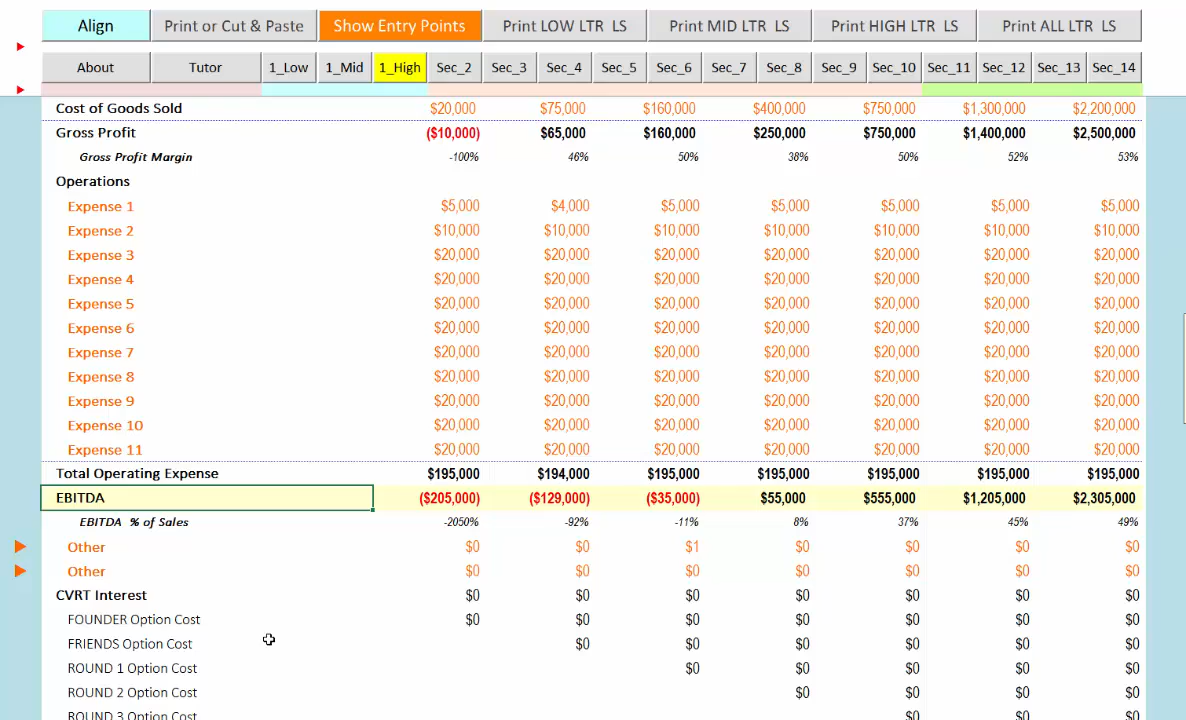 Align Print or Cut & Paste Show Entry Points Print LOW LTR LS Print MID LTR LS Print HIGH LTR LS Print ALL LTR LS
About Tutor 1_Low 1_Mid 1_High Sec_2 Sec_3 Sec_4 Sec_5 Sec_6 Sec_7 Sec_8 Sec_9 Sec_10 Sec_11 Sec_12 Sec_13 Sec_14
Cost of Goods Sold $20,000 $75,000 $160,000 $400,000 $750,000 $1,300,000 $2,200,000
Gross Profit ($10,000) $65,000 $160,000 $250,000 $750,000 $1,400,000 $2,500,000
Gross Profit Margin -100% 46% 50% 38% 50% 52% 53%
Operations
Expense 1 $5,000 $4,000 $5,000 $5,000 $5,000 $5,000 $5,000
Expense 2 $10,000 $10,000 $10,000 $10,000 $10,000 $10,000 $10,000
Expense 3 $20,000 $20,000 $20,000 $20,000 $20,000 $20,000 $20,000
Expense 4 $20,000 $20,000 $20,000 $20,000 $20,000 $20,000 $20,000
Expense 5 $20,000 $20,000 $20,000 $20,000 $20,000 $20,000 $20,000
Expense 6 $20,000 $20,000 $20,000 $20,000 $20,000 $20,000 $20,000
Expense 7 $20,000 $20,000 $20,000 $20,000 $20,000 $20,000 $20,000
Expense 8 $20,000 $20,000 $20,000 $20,000 $20,000 $20,000 $20,000
Expense 9 $20,000 $20,000 $20,000 $20,000 $20,000 $20,000 $20,000
Expense 10 $20,000 $20,000 $20,000 $20,000 $20,000 $20,000 $20,000
Expense 11 $20,000 $20,000 $20,000 $20,000 $20,000 $20,000 $20,000
Total Operating Expense $195,000 $194,000 $195,000 $195,000 $195,000 $195,000 $195,000
EBITDA ($205,000) ($129,000) ($35,000) $55,000 $555,000 $1,205,000 $2,305,000
EBITDA % of Sales -2050% -92% -11% 8% 37% 45% 49%
Other $0 $0 $1 $0 $0 $0 $0
Other $0 $0 $0 $0 $0 $0 $0
CVRT Interest $0 $0 $0 $0 $0 $0 $0
FOUNDER Option Cost $0 $0 $0 $0 $0 $0 $0
FRIENDS Option Cost $0 $0 $0 $0 $0 $0
ROUND 1 Option Cost $0 $0 $0 $0 $0
ROUND 2 Option Cost $0 $0 $0 $0
ROUND 3 Option Cost $0 $0 $0